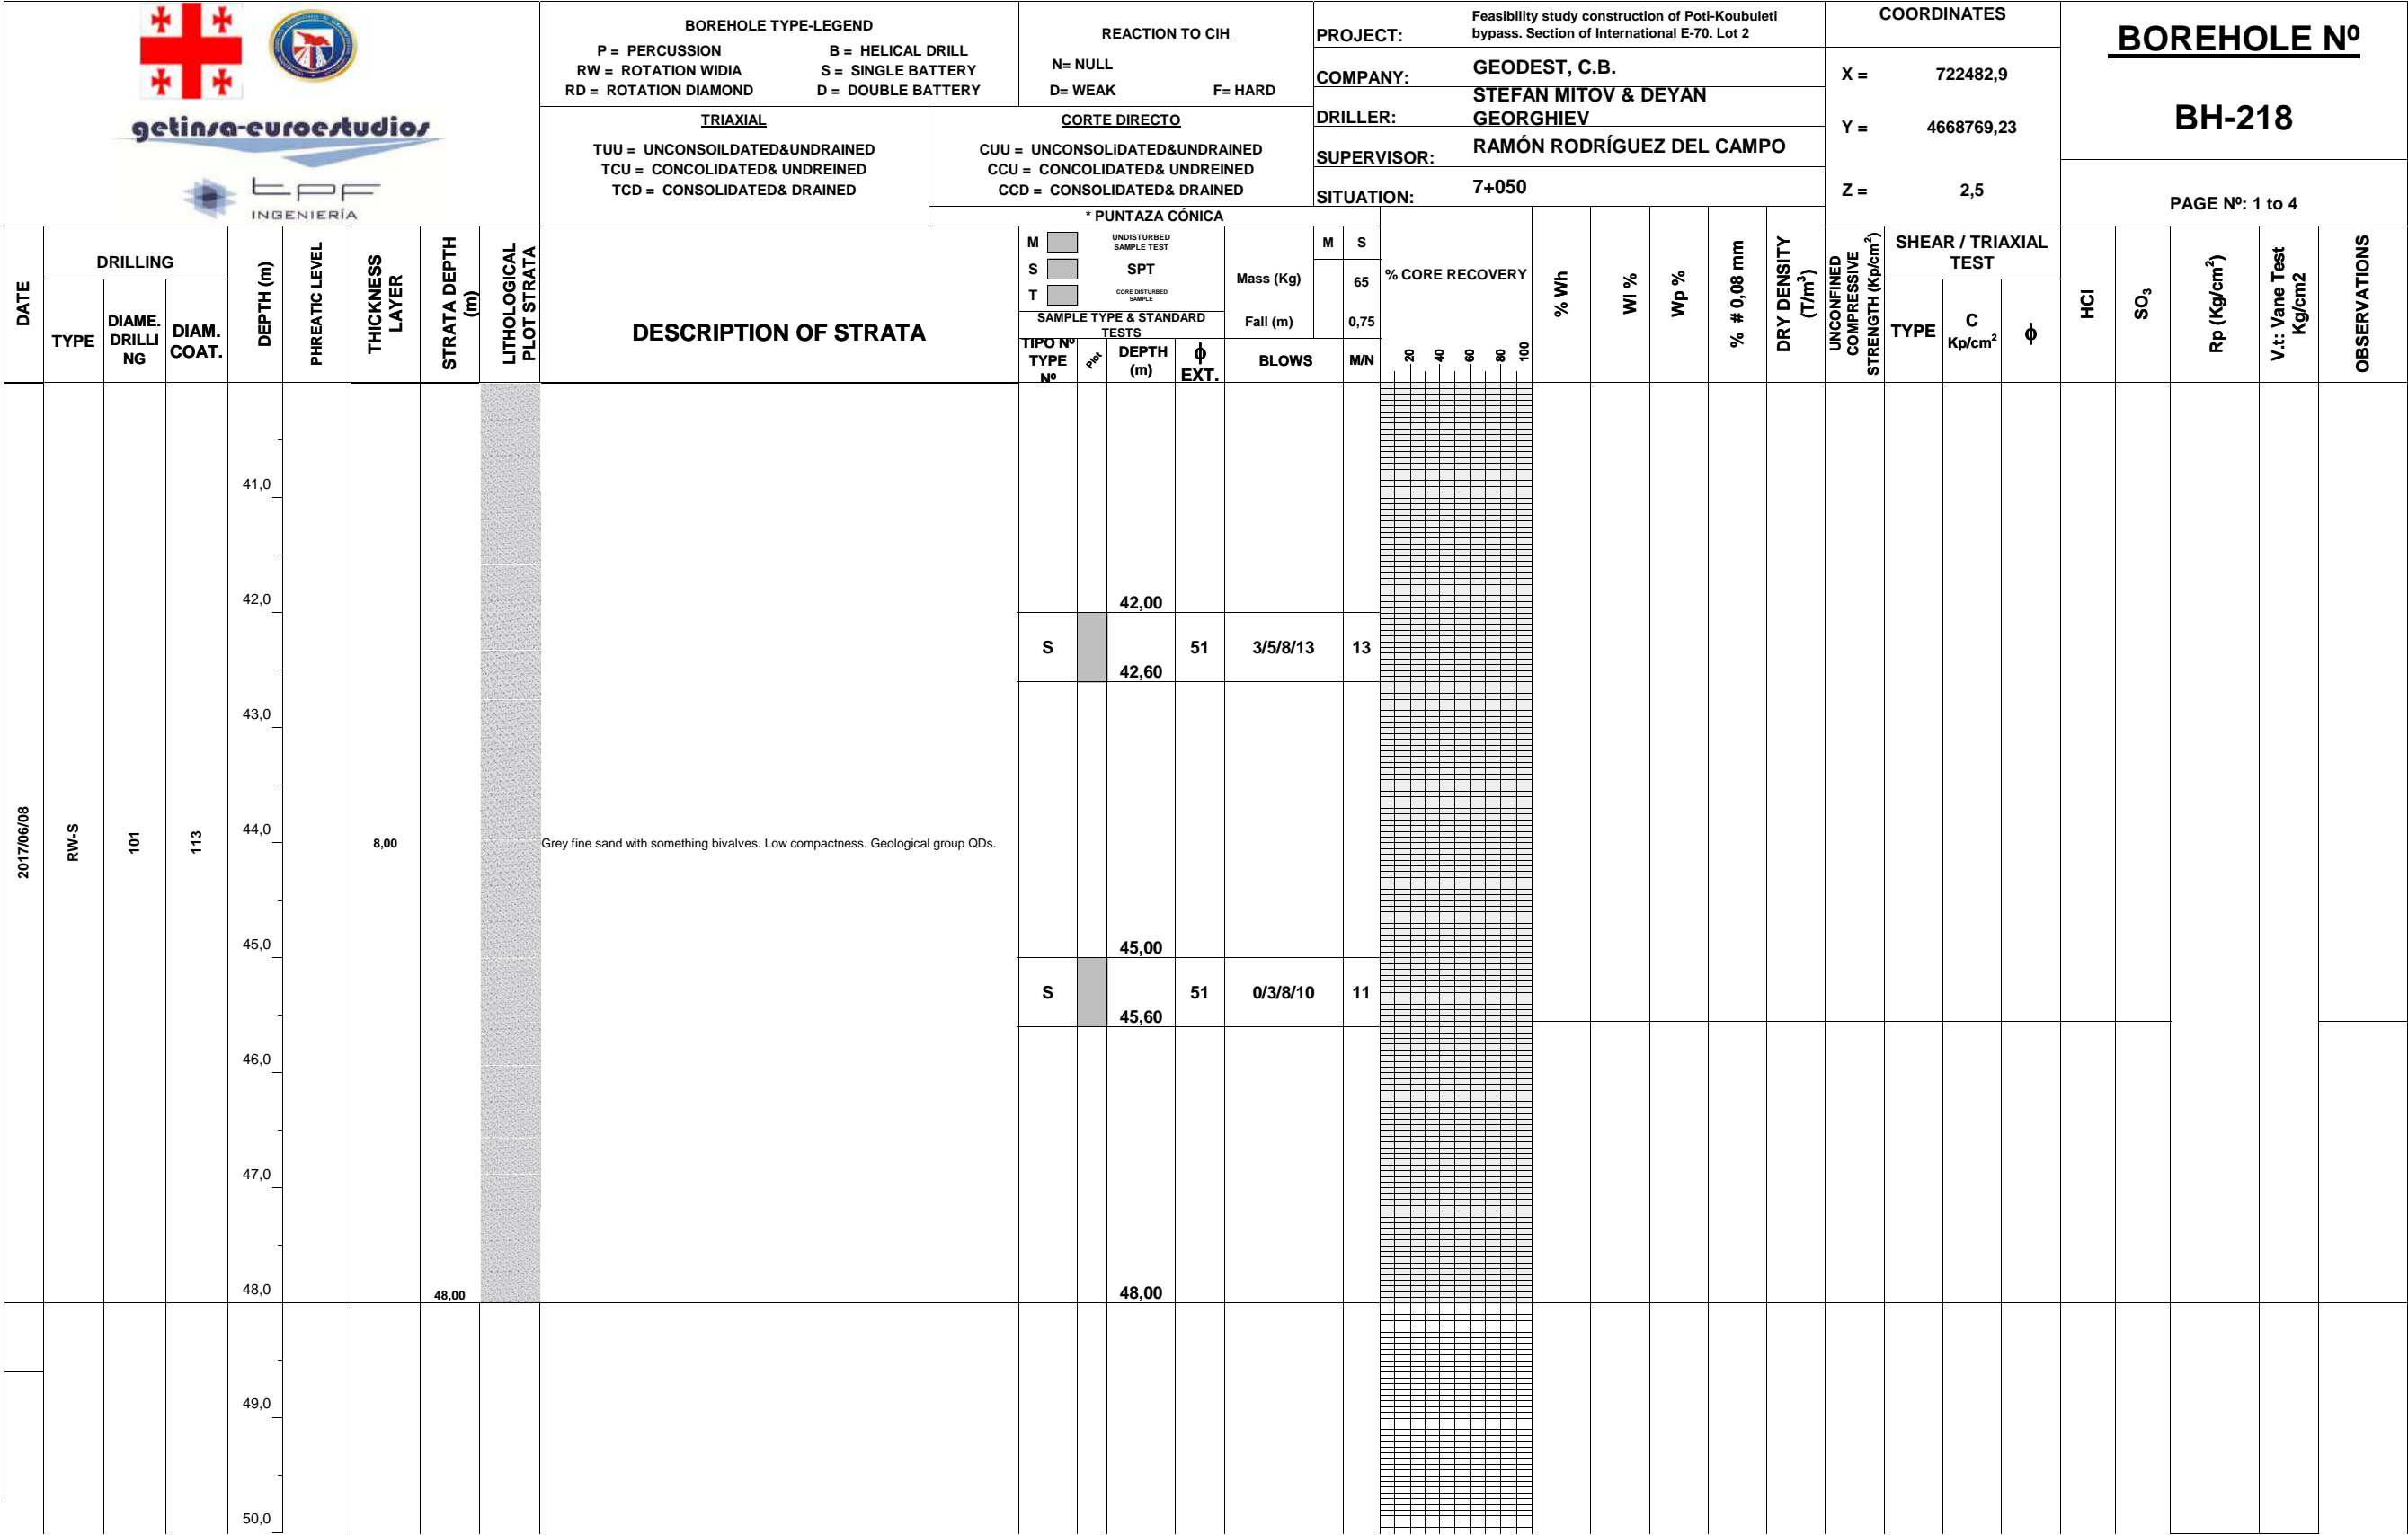 getinsa-euroestudios
tpf
INGENIERÍA
BOREHOLE TYPE-LEGEND
P = PERCUSSION B = HELICAL DRILL
RW = ROTATION WIDIA S = SINGLE BATTERY
RD = ROTATION DIAMOND D = DOUBLE BATTERY
REACTION TO CIH
N= NULL
D= WEAK F= HARD
TRIAXIAL
TUU = UNCONSOILDATED&UNDRAINED
TCU = CONCOLIDATED& UNDREINED
TCD = CONSOLIDATED& DRAINED
CORTE DIRECTO
CUU = UNCONSOLiDATED&UNDRAINED
CCU = CONCOLIDATED& UNDREINED
CCD = CONSOLIDATED& DRAINED
* PUNTAZA CÓNICA
PROJECT: Feasibility study construction of Poti-Koubuleti
bypass. Section of International E-70. Lot 2
COMPANY: GEODEST, C.B.
DRILLER: STEFAN MITOV & DEYAN
GEORGHIEV
SUPERVISOR: RAMÓN RODRÍGUEZ DEL CAMPO
SITUATION: 7+050
COORDINATES
X = 722482,9
Y = 4668769,23
Z = 2,5
BOREHOLE Nº
BH-218
PAGE Nº: 1 to 4
DATE
DRILLING
TYPE
DIAME.
DRILLI
NG
DIAM.
COAT.
DEPTH (m)
PHREATIC LEVEL
THICKNESS
LAYER
STRATA DEPTH
(m)
LITHOLOGICAL
PLOT STRATA
DESCRIPTION OF STRATA
M UNDISTURBED
SAMPLE TEST
S SPT
T CORE DISTURBED
SAMPLE
SAMPLE TYPE & STANDARD
TESTS
M S
Mass (Kg) 65
Fall (m) 0,75
TIPO Nº
TYPE
Nº
Plot
DEPTH
(m)
ϕ
EXT.
BLOWS
M/N
% CORE RECOVERY
20 40 60 80 100
% Wh
Wl %
Wp %
% # 0,08 mm
DRY DENSITY
(T/m³)
UNCONFINED
COMPRESSIVE
STRENGTH (Kp/cm²)
SHEAR / TRIAXIAL
TEST
TYPE
C
Kp/cm²
ϕ
HCl
SO₃
Rp (Kg/cm²)
V.t: Vane Test
Kg/cm2
OBSERVATIONS
41,0
42,0
42,00
S 51 3/5/8/13 13
42,60
43,0
2017/06/08
RW-S
101
113
44,0
8,00
Grey fine sand with something bivalves. Low compactness. Geological group QDs.
45,0
45,00
S 51 0/3/8/10 11
45,60
46,0
47,0
48,0
48,00
48,00
49,0
50,0